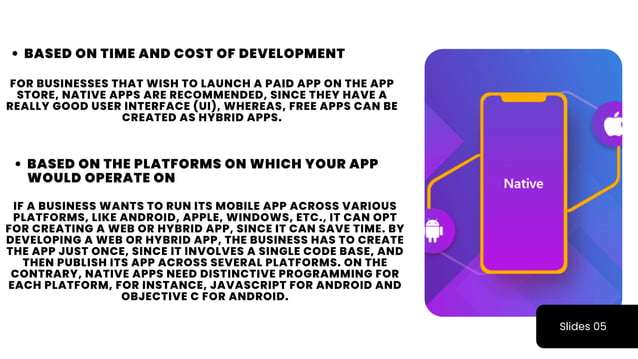 • BASED ON TIME AND COST OF DEVELOPMENT
FOR BUSINESSES THAT WISH TO LAUNCH A PAID APP ON THE APP
STORE, NATIVE APPS ARE RECOMMENDED, SINCE THEY HAVE A
REALLY GOOD USER INTERFACE (UI), WHEREAS, FREE APPS CAN BE
CREATED AS HYBRID APPS.
• BASED ON THE PLATFORMS ON WHICH YOUR APP
WOULD OPERATE ON
IF A BUSINESS WANTS TO RUN ITS MOBILE APP ACROSS VARIOUS
PLATFORMS, LIKE ANDROID, APPLE, WINDOWS, ETC., IT CAN OPT
FOR CREATING A WEB OR HYBRID APP, SINCE IT CAN SAVE TIME. BY
DEVELOPING A WEB OR HYBRID APP, THE BUSINESS HAS TO CREATE
THE APP JUST ONCE, SINCE IT INVOLVES A SINGLE CODE BASE, AND
THEN PUBLISH ITS APP ACROSS SEVERAL PLATFORMS. ON THE
CONTRARY, NATIVE APPS NEED DISTINCTIVE PROGRAMMING FOR
EACH PLATFORM, FOR INSTANCE, JAVASCRIPT FOR ANDROID AND
OBJECTIVE C FOR ANDROID.
Native
Slides 05